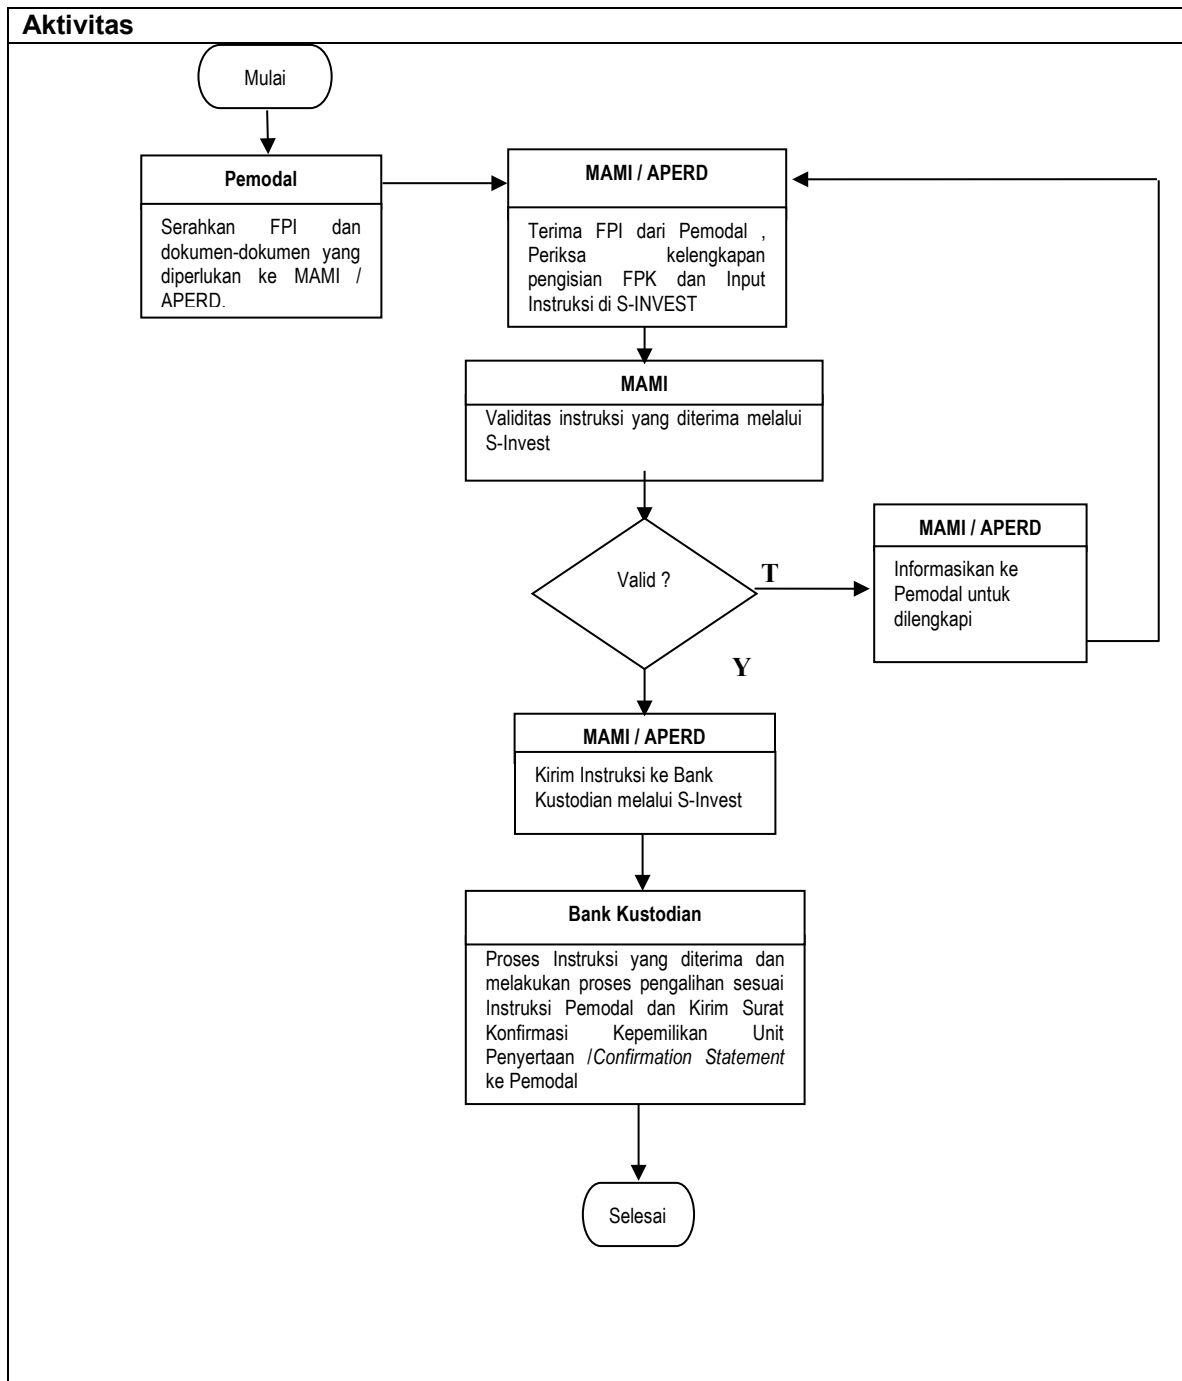 Aktivitas
Mulai
Pemodal
Serahkan FPI dan
dokumen-dokumen yang
diperlukan ke MAMI /
APERD.
MAMI / APERD
Terima FPI dari Pemodal ,
Periksa kelengkapan
pengisian FPK dan Input
Instruksi di S-INVEST
MAMI
Validitas instruksi yang diterima melalui
S-Invest
Valid ?
T
MAMI / APERD
Informasikan ke
Pemodal untuk
dilengkapi
Y
MAMI / APERD
Kirim Instruksi ke Bank
Kustodian melalui S-Invest
Bank Kustodian
Proses Instruksi yang diterima dan
melakukan proses pengalihan sesuai
Instruksi Pemodal dan Kirim Surat
Konfirmasi Kepemilikan Unit
Penyertaan /Confirmation Statement
ke Pemodal
Selesai